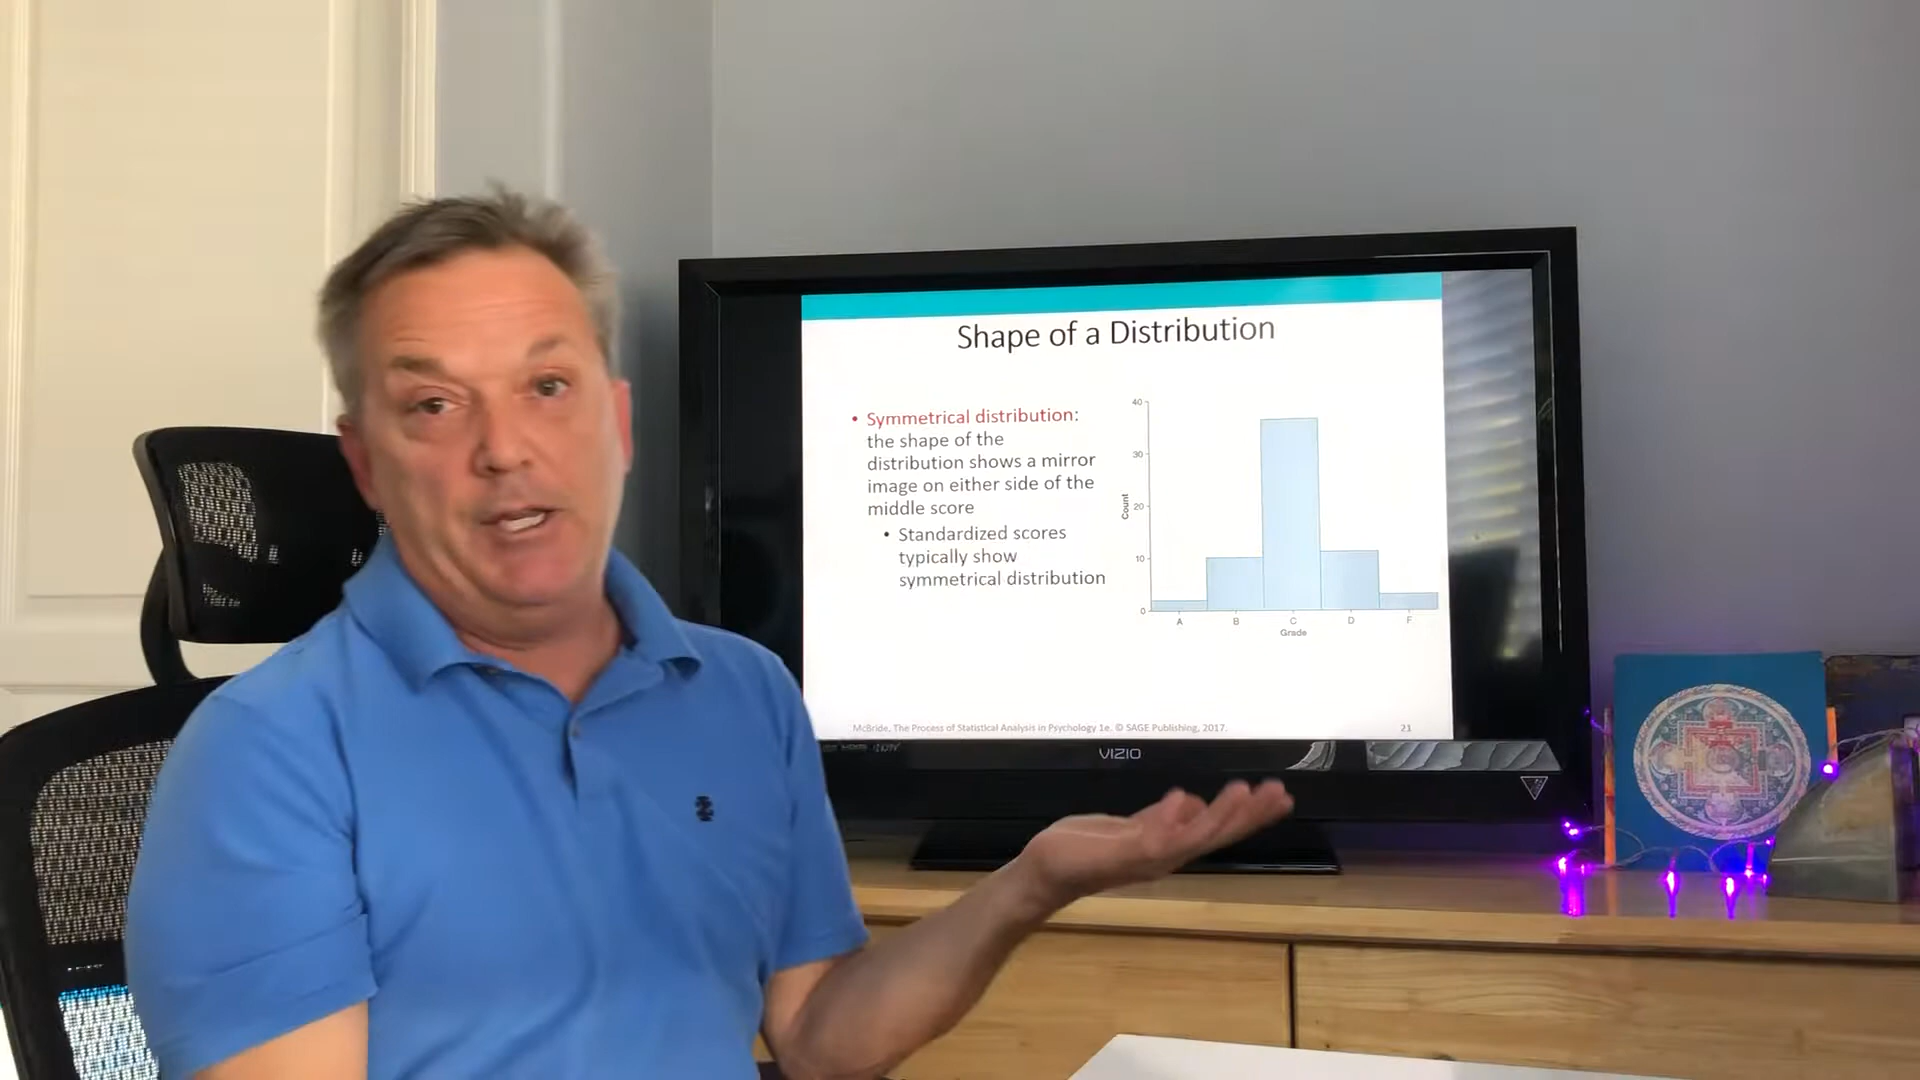 Shape of a Distribution
• Symmetrical distribution:
the shape of the
distribution shows a mirror
image on either side of the
middle score
• Standardized scores
typically show
symmetrical distribution
40
30
20
10
0
Count
A B C D F
Grade
McBride, The Process of Statistical Analysis in Psychology 1e. © SAGE Publishing, 2017.
21
VIZIO